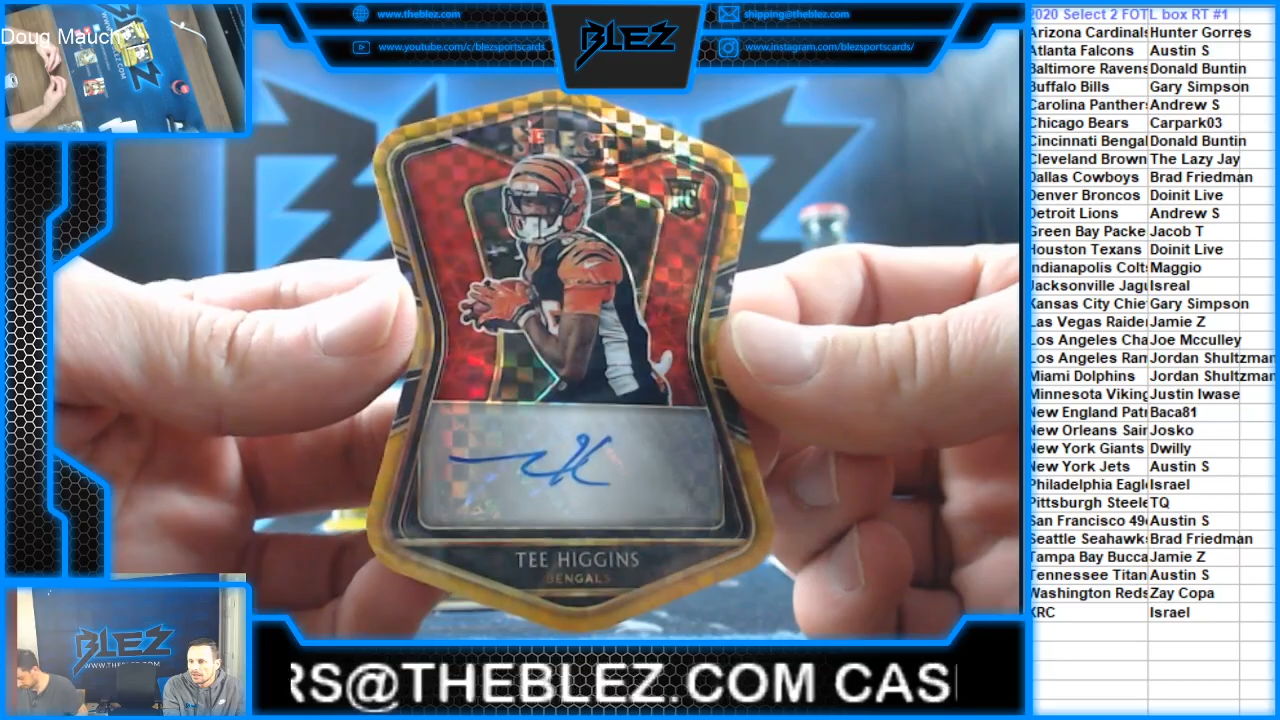 Doug Mauch
www.theblez.com
www.youtube.com/c/blezsportscards
BLEZ
shipping@theblez.com
www.instagram.com/blezsportscards/
SELECT
RC
TEE HIGGINS
BENGALS
BLEZ
WWW.THEBLEZ.COM
RS@THEBLEZ.COM CAS
2020 Select 2 FOTL box RT #1
Arizona Cardinals Hunter Gorres
Atlanta Falcons Austin S
Baltimore Ravens Donald Buntin
Buffalo Bills Gary Simpson
Carolina Panthers Andrew S
Chicago Bears Carpark03
Cincinnati Bengal Donald Buntin
Cleveland Brown The Lazy Jay
Dallas Cowboys Brad Friedman
Denver Broncos Doinit Live
Detroit Lions Andrew S
Green Bay Packe Jacob T
Houston Texans Doinit Live
Indianapolis Colts Maggio
Jacksonville Jagu Isreal
Kansas City Chie Gary Simpson
Las Vegas Raide Jamie Z
Los Angeles Cha Joe Mcculley
Los Angeles Ram Jordan Shultzman
Miami Dolphins Jordan Shultzman
Minnesota Viking Justin Iwase
New England Patr Baca81
New Orleans Sain Josko
New York Giants Dwilly
New York Jets Austin S
Philadelphia Eagl Israel
Pittsburgh Steele TQ
San Francisco 49 Austin S
Seattle Seahawk Brad Friedman
Tampa Bay Bucca Jamie Z
Tennessee Titan Austin S
Washington Reds Zay Copa
XRC Israel